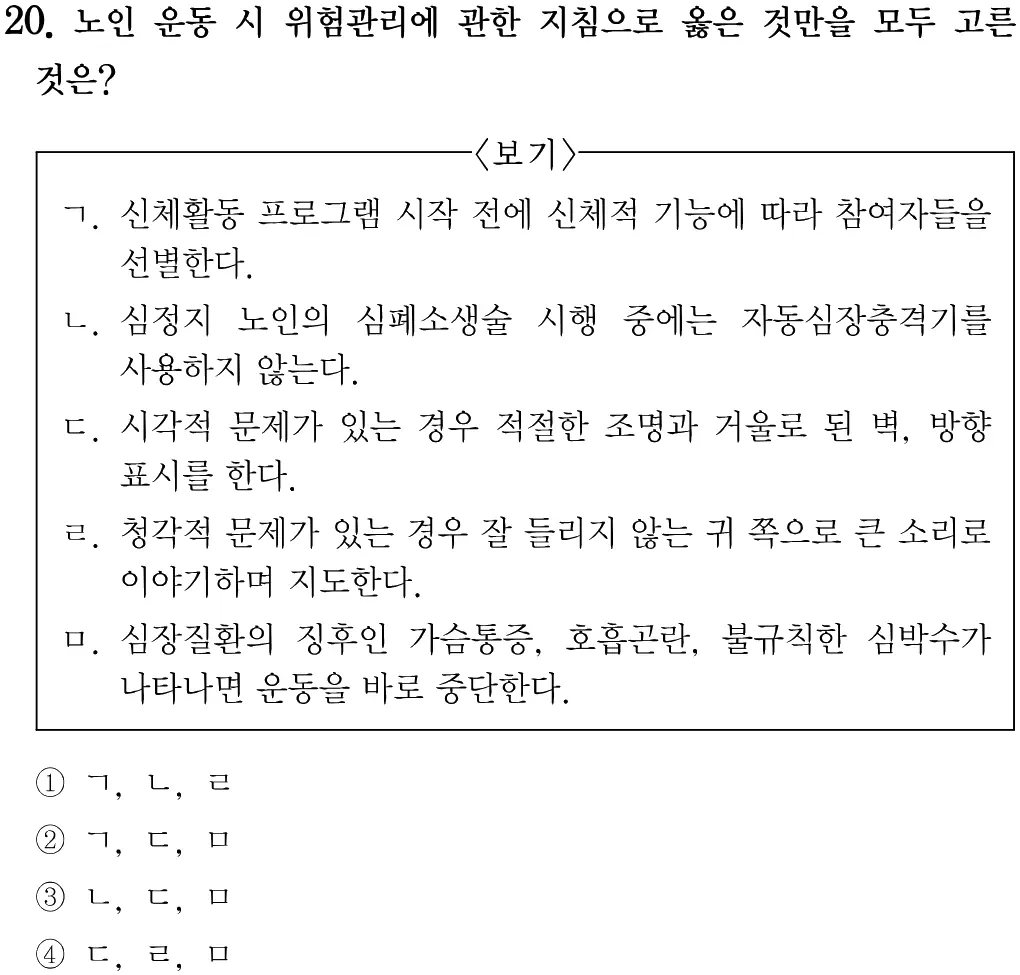 20. 노인 운동 시 위험관리에 관한 지침으로 옳은 것만을 모두 고른
것은?
〈보기〉
ㄱ. 신체활동 프로그램 시작 전에 신체적 기능에 따라 참여자들을
선별한다.
ㄴ. 심정지 노인의 심폐소생술 시행 중에는 자동심장충격기를
사용하지 않는다.
ㄷ. 시각적 문제가 있는 경우 적절한 조명과 거울로 된 벽, 방향
표시를 한다.
ㄹ. 청각적 문제가 있는 경우 잘 들리지 않는 귀 쪽으로 큰 소리로
이야기하며 지도한다.
ㅁ. 심장질환의 징후인 가슴통증, 호흡곤란, 불규칙한 심박수가
나타나면 운동을 바로 중단한다.
① ㄱ, ㄴ, ㄹ
② ㄱ, ㄷ, ㅁ
③ ㄴ, ㄷ, ㅁ
④ ㄷ, ㄹ, ㅁ